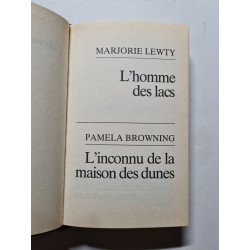 MARJORIE LEWTY
L'homme
des lacs
PAMELA BROWNING
L'inconnu de la
maison des dunes